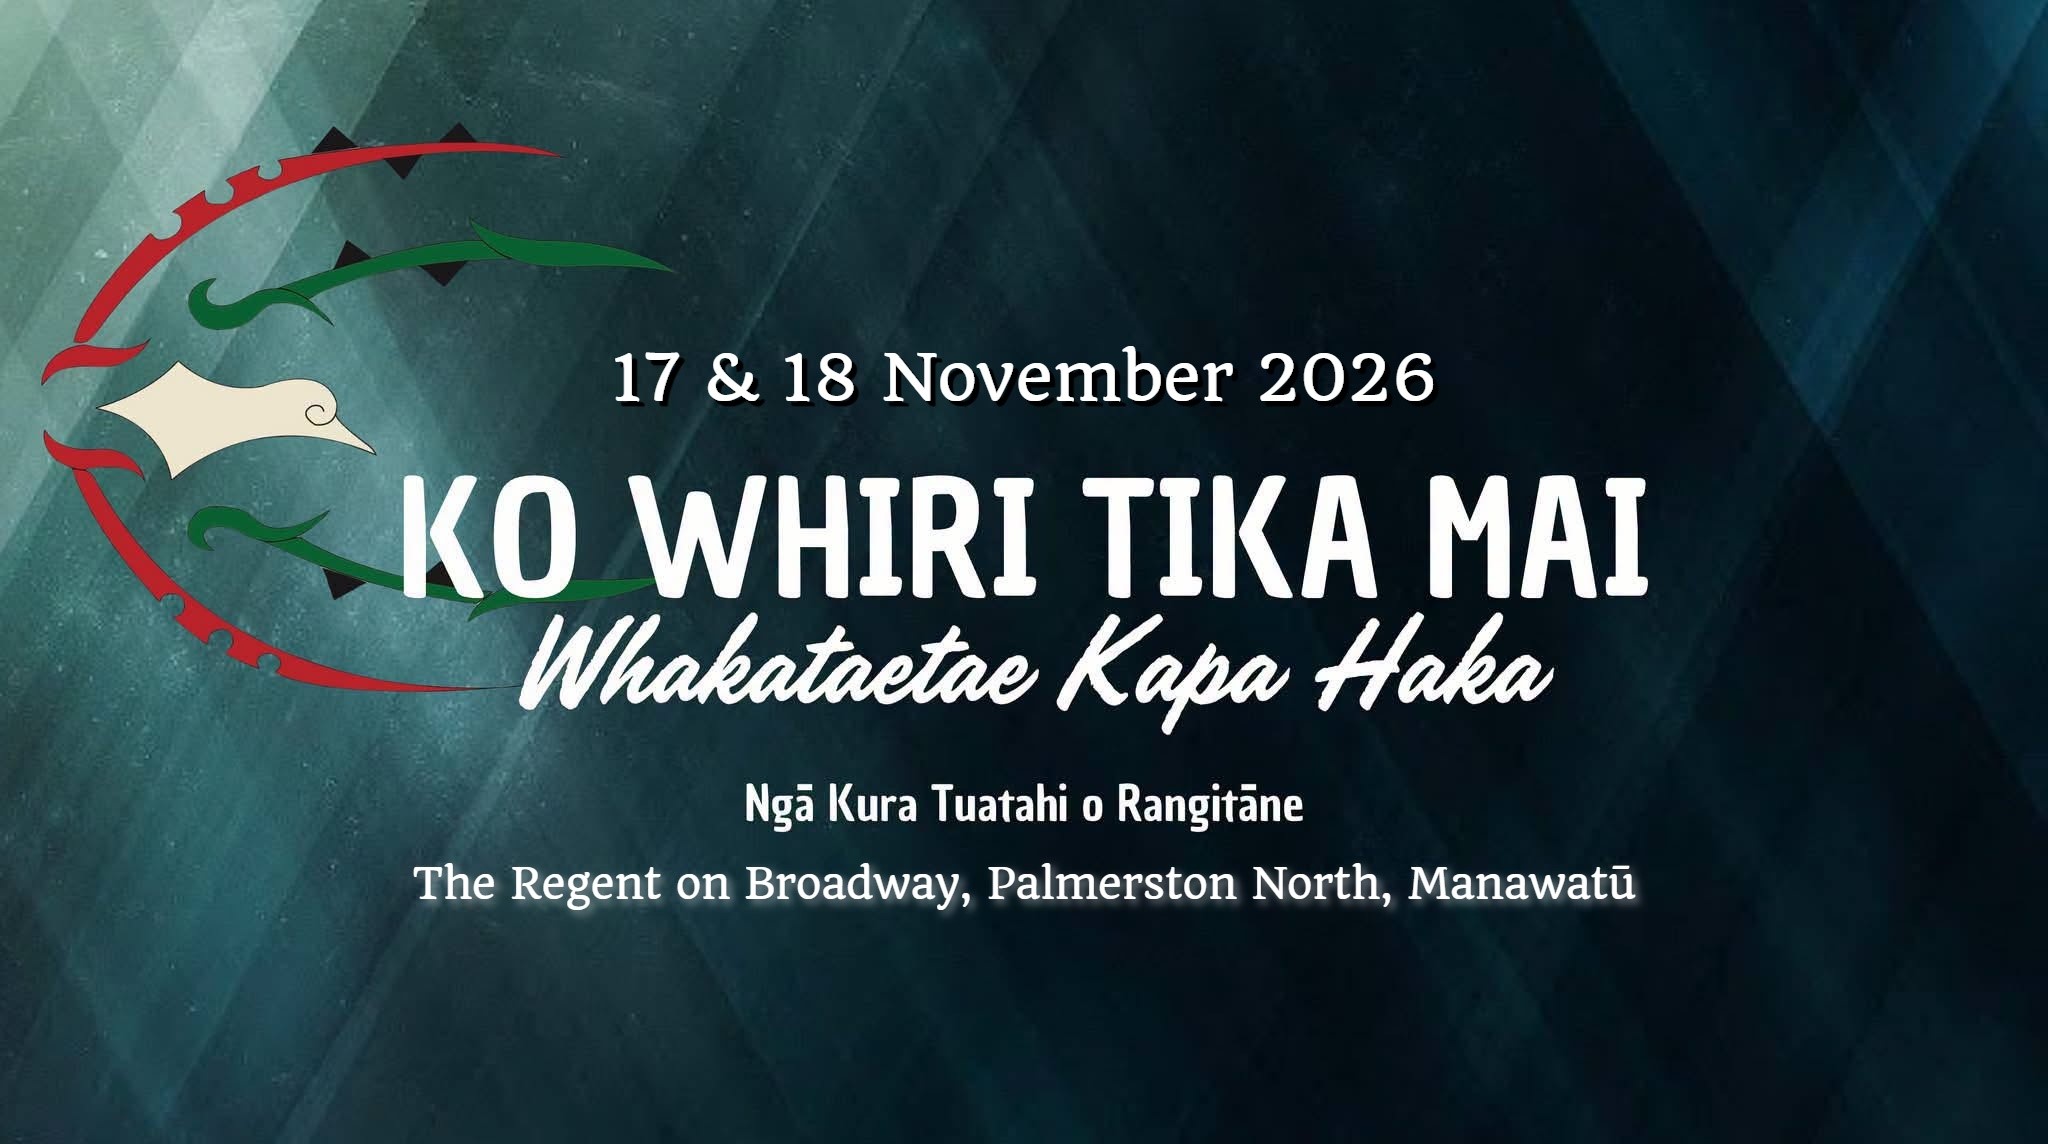 17 & 18 November 2026
KO WHIRI TIKA MAI
Whakataetae Kapa Haka
Ngā Kura Tuatahi o Rangitāne
The Regent on Broadway, Palmerston North, Manawatū